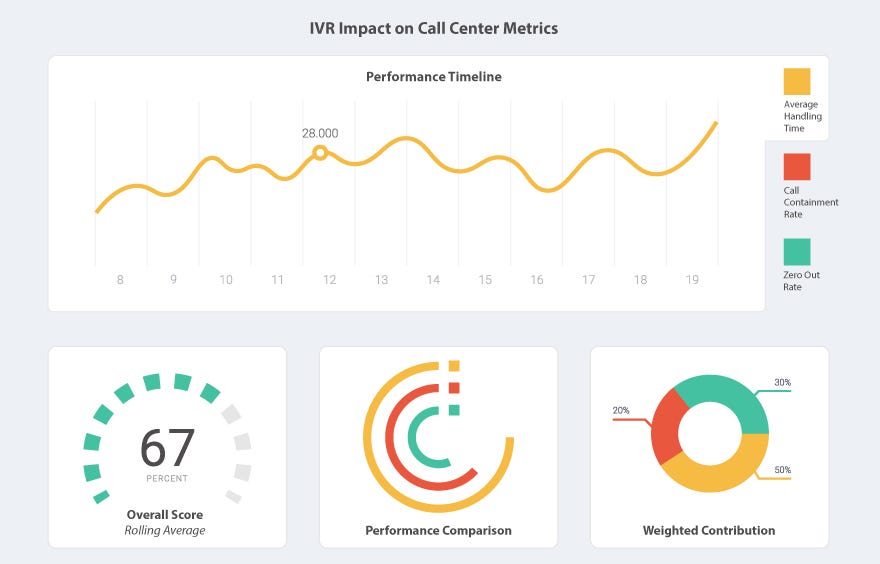 IVR Impact on Call Center Metrics
Performance Timeline
28.000
8 9 10 11 12 13 14 15 16 17 18 19
Average
Handling
Time
Call
Containment
Rate
Zero Out
Rate
67
PERCENT
Overall Score
Rolling Average
Performance Comparison
30%
20%
50%
Weighted Contribution